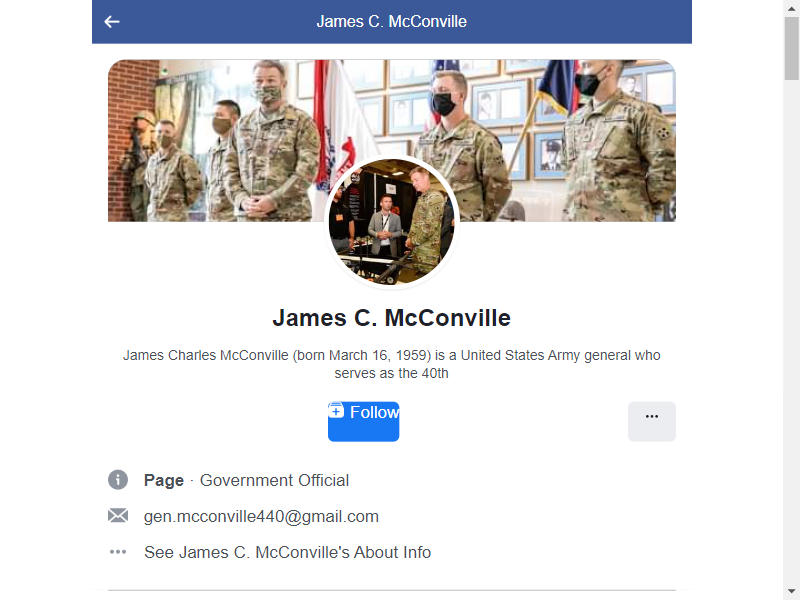 James C. McConville
James C. McConville
James Charles McConville (born March 16, 1959) is a United States Army general who
serves as the 40th
Follow
Page · Government Official
gen.mcconville440@gmail.com
See James C. McConville's About Info